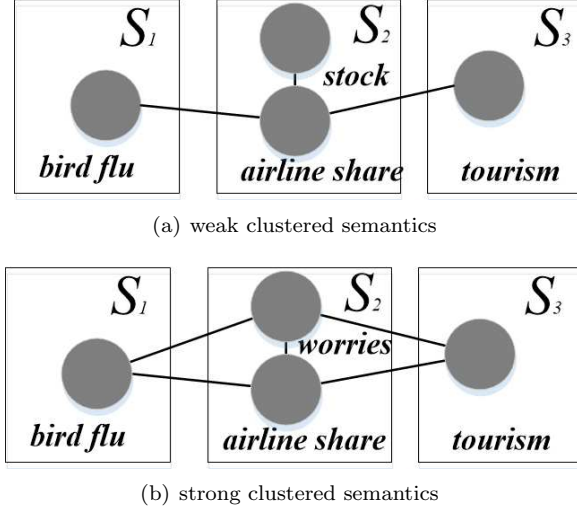 S1 S2 S3
stock
bird flu airline share tourism
(a) weak clustered semantics
S1 S2 S3
worries
bird flu airline share tourism
(b) strong clustered semantics